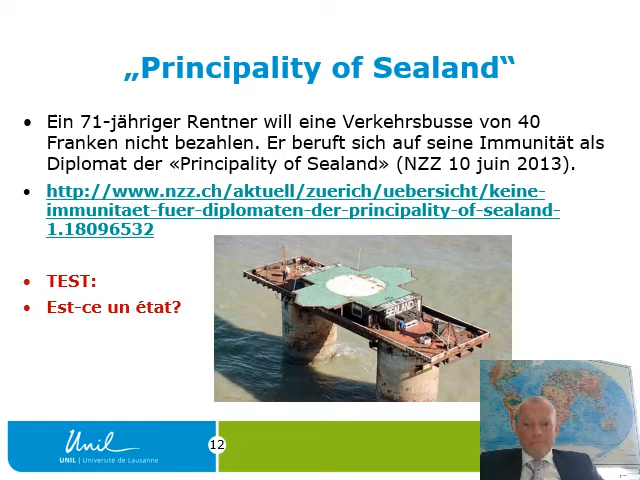 „Principality of Sealand“
• Ein 71-jähriger Rentner will eine Verkehrsbusse von 40
Franken nicht bezahlen. Er beruft sich auf seine Immunität als
Diplomat der «Principality of Sealand» (NZZ 10 juin 2013).
• http://www.nzz.ch/aktuell/zuerich/uebersicht/keine-
immunitaet-fuer-diplomaten-der-principality-of-sealand-
1.18096532
• TEST:
• Est-ce un état?
SEALAND
Unil
UNIL | Université de Lausanne
12